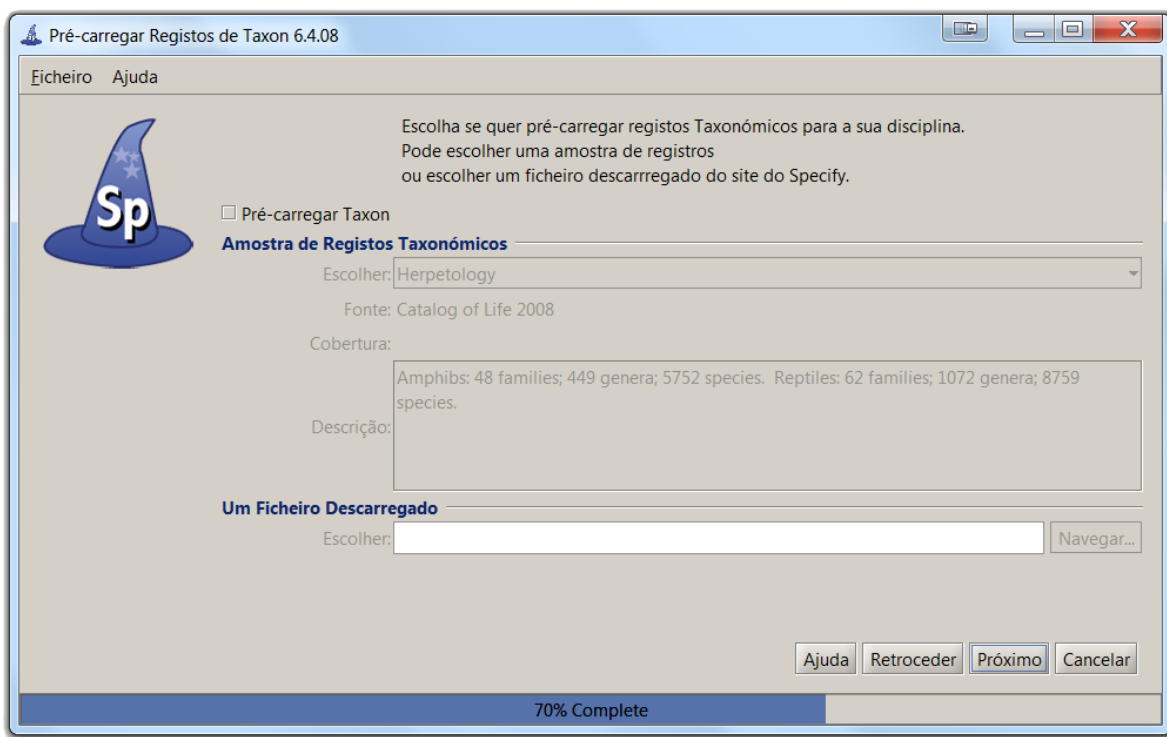 Pré-carregar Registos de Taxon 6.4.08
Ficheiro Ajuda
Sp
Escolha se quer pré-carregar registos Taxonómicos para a sua disciplina.
Pode escolher uma amostra de registros
ou escolher um ficheiro descarrregado do site do Specify.
Pré-carregar Taxon
Amostra de Registos Taxonómicos
Escolher: Herpetology
Fonte: Catalog of Life 2008
Cobertura:
Descrição: Amphibs: 48 families; 449 genera; 5752 species. Reptiles: 62 families; 1072 genera; 8759
species.
Um Ficheiro Descarregado
Escolher: Navegar...
Ajuda Retroceder Próximo Cancelar
70% Complete